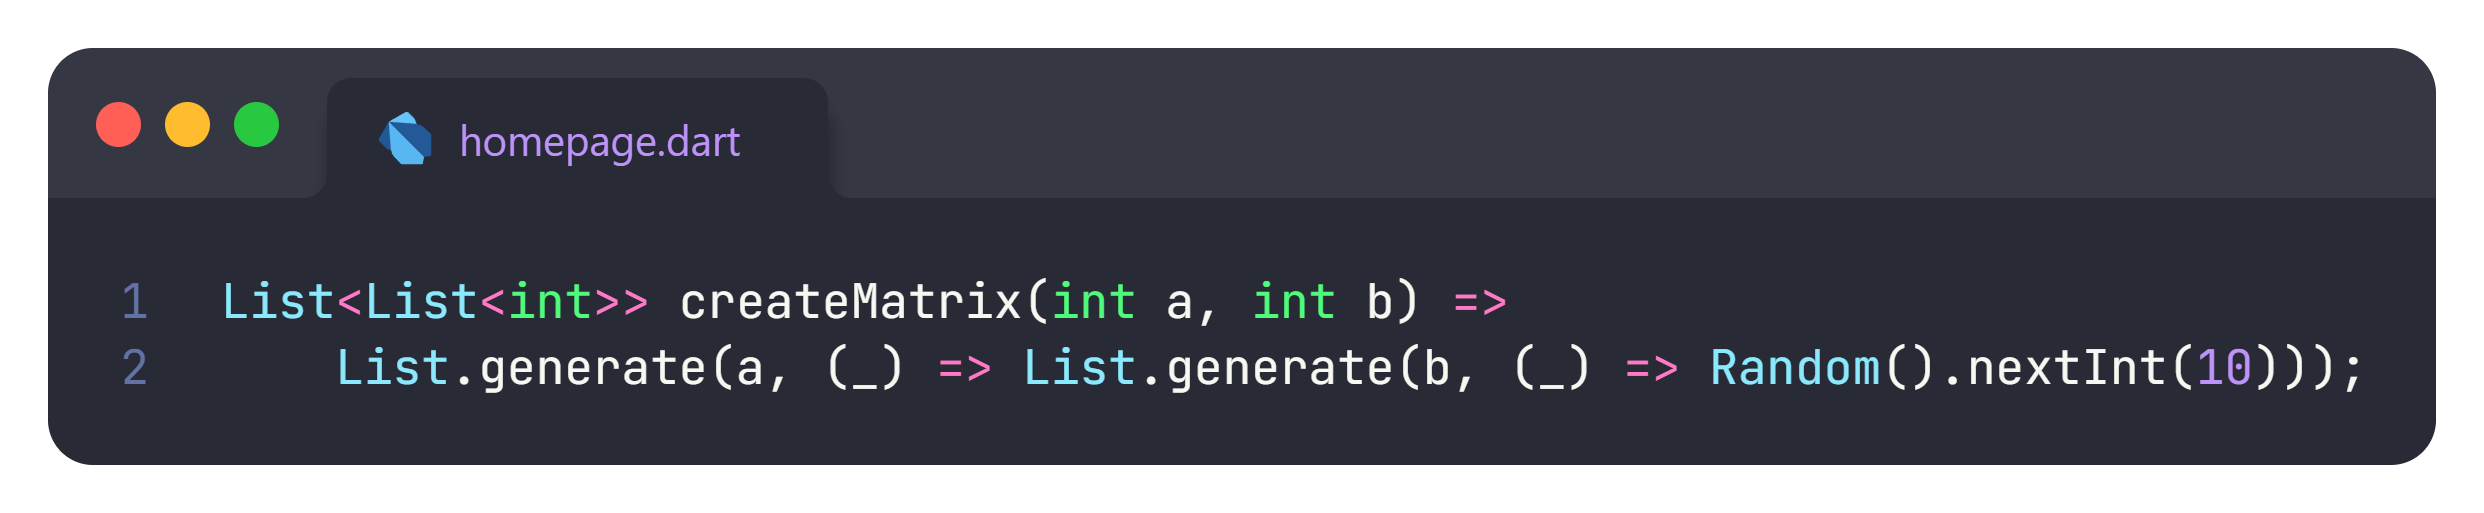 homepage.dart
1 List<List<int>> createMatrix(int a, int b) =>
2     List.generate(a, (_) => List.generate(b, (_) => Random().nextInt(10)));